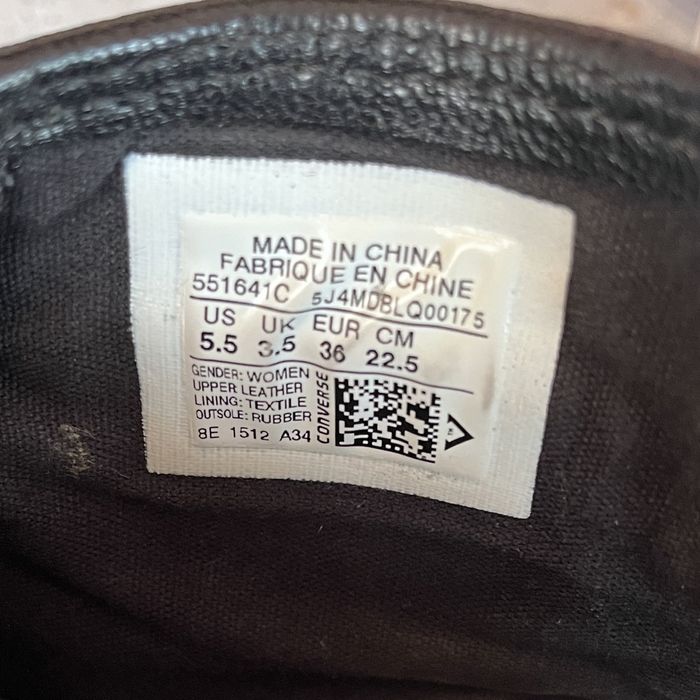 MADE IN CHINA
FABRIQUE EN CHINE
551641C 5J4MDBLQ00175
US UK EUR CM
5.5 3.5 36 22.5
GENDER: WOMEN
UPPER LEATHER
LINING: TEXTILE
OUTSOLE: RUBBER
8E 1512 A34
CONVERSE